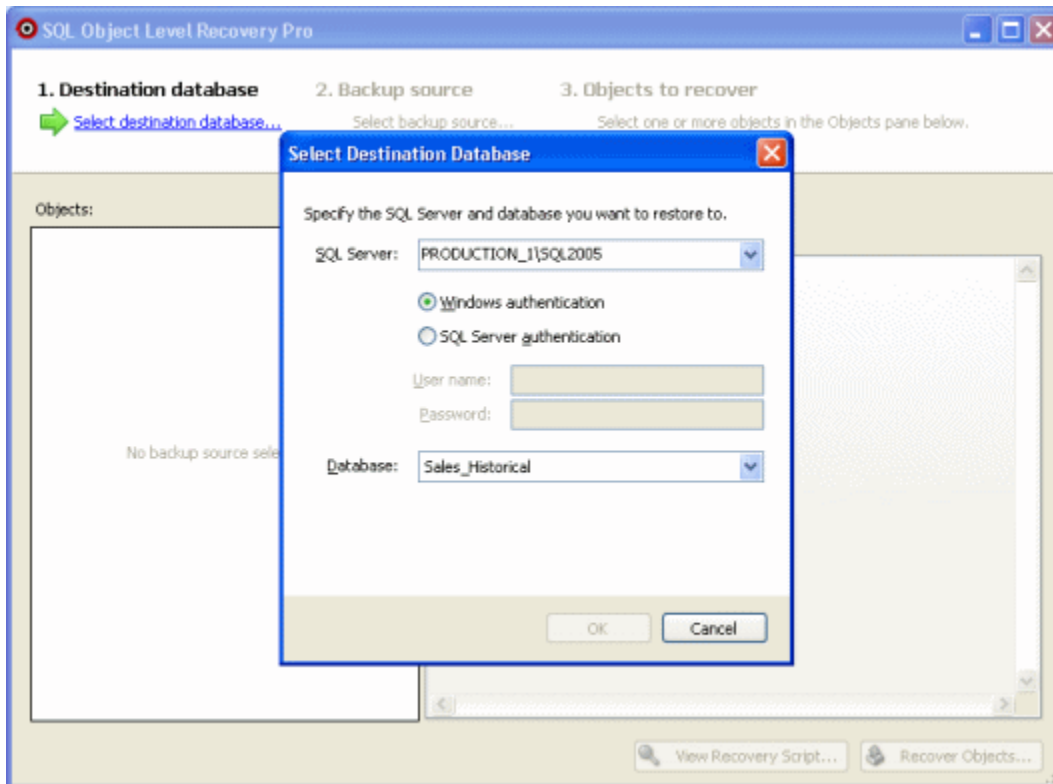 SQL Object Level Recovery Pro
1. Destination database 2. Backup source 3. Objects to recover
Select destination database... Select backup source... Select one or more objects in the Objects pane below.
Select Destination Database
Objects:
Specify the SQL Server and database you want to restore to.
SQL Server: PRODUCTION_1\SQL2005
Windows authentication
SQL Server authentication
User name:
Password:
No backup source sele
Database: Sales_Historical
OK Cancel
View Recovery Script... Recover Objects...